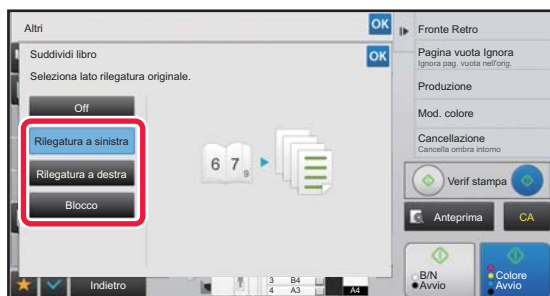 Altri
OK
Suddividi libro
OK
Seleziona lato rilegatura originale.
Off
Rilegatura a sinistra
Rilegatura a destra
Blocco
6 7 9
Indietro
3 B4
4 A3
A4
Fronte Retro
Pagina vuota Ignora
Ignora pag. vuota nell'orig.
Produzione
Mod. colore
Cancellazione
Cancella ombra intorno
Verif stampa
Anteprima
CA
B/N
Avvio
Colore
Avvio